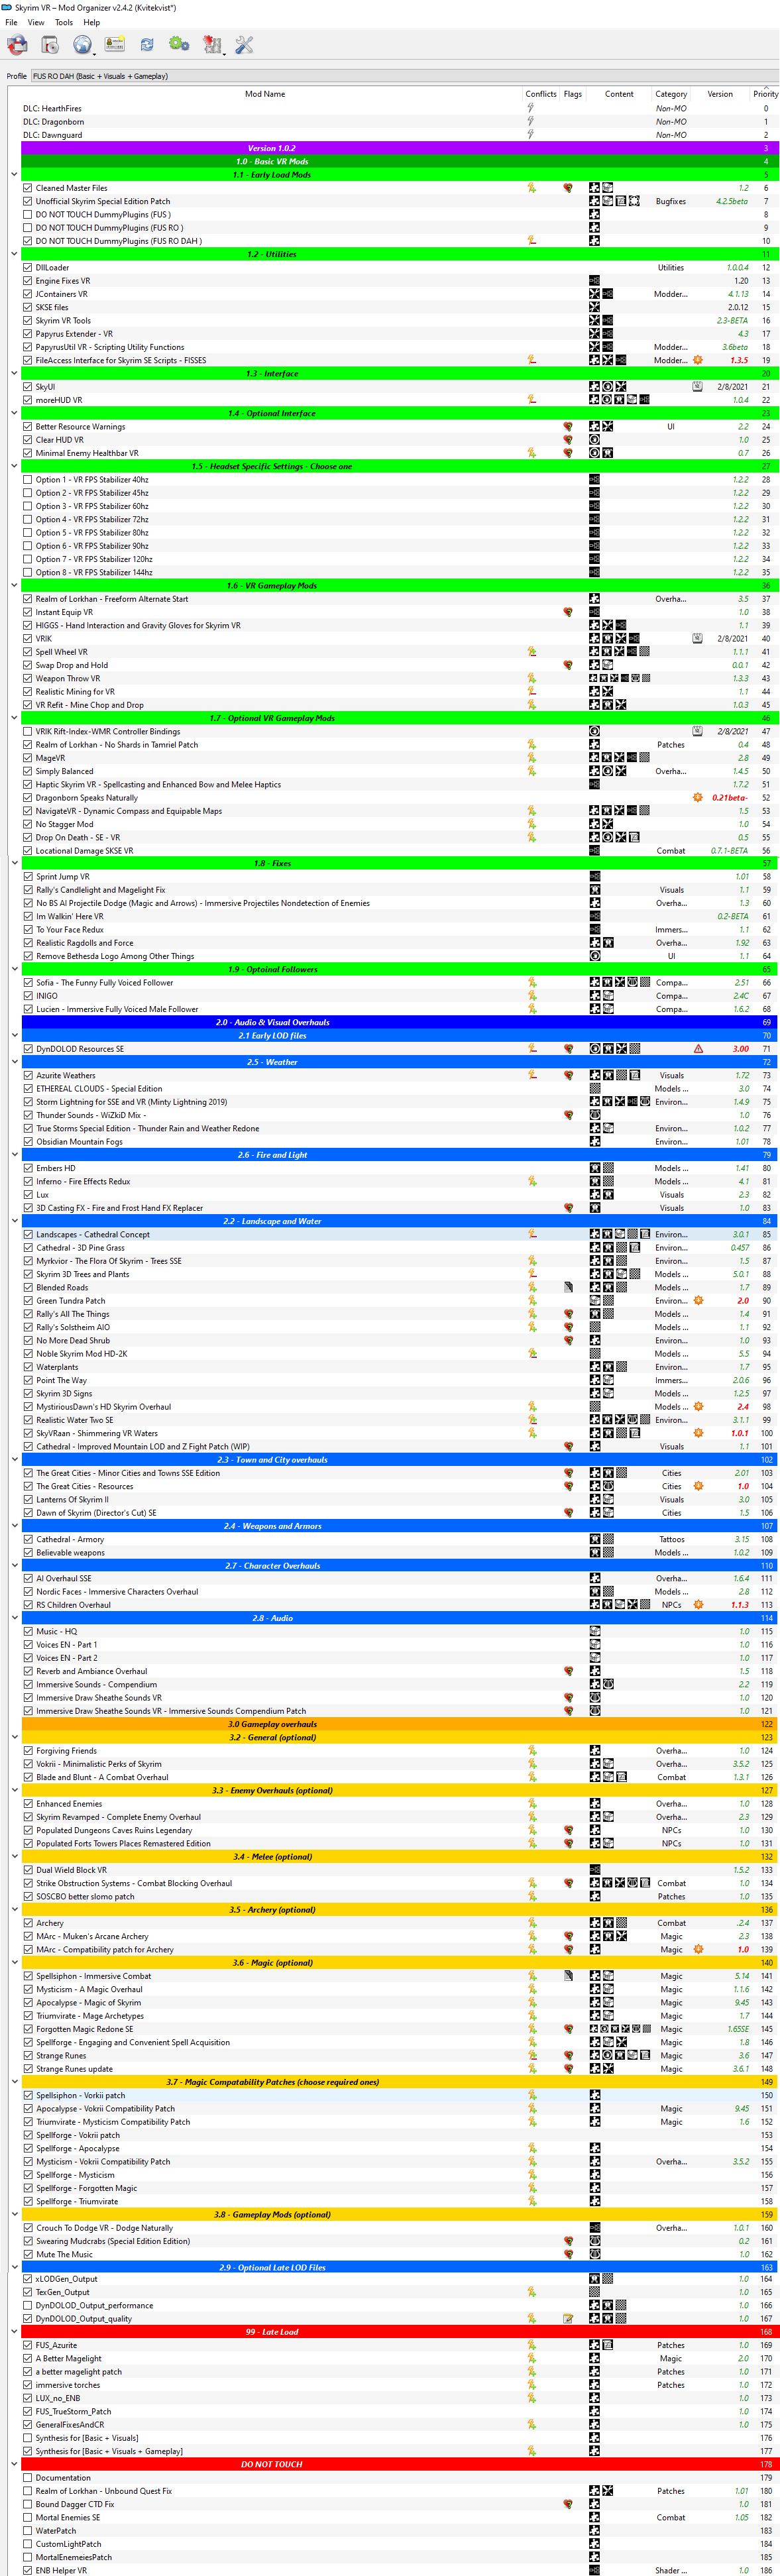 Skyrim VR – Mod Organizer v2.4.2 (Kvitekvist*)
File View Tools Help
Profile FUS RO DAH (Basic + Visuals + Gameplay)
Mod Name Conflicts Flags Content Category Version Priority
DLC: HearthFires Non-MO 0
DLC: Dragonborn Non-MO 1
DLC: Dawnguard Non-MO 2
Version 1.0.2 3
1.0 - Basic VR Mods 4
1.1 - Early Load Mods 5
Cleaned Master Files 1.2 6
Unofficial Skyrim Special Edition Patch Bugfixes 4.2.5beta 7
DO NOT TOUCH DummyPlugins (FUS ) 8
DO NOT TOUCH DummyPlugins (FUS RO ) 9
DO NOT TOUCH DummyPlugins (FUS RO DAH ) 10
1.2 - Utilities 11
DllLoader Utilities 1.0.0.4 12
Engine Fixes VR 1.20 13
JContainers VR Modder... 4.1.13 14
SKSE files 2.0.12 15
Skyrim VR Tools 2.3-BETA 16
Papyrus Extender - VR 4.3 17
PapyrusUtil VR - Scripting Utility Functions Modder... 3.6beta 18
FileAccess Interface for Skyrim SE Scripts - FISSES Modder... 1.3.5 19
1.3 - Interface 20
SkyUI 2/8/2021 21
moreHUD VR 1.0.4 22
1.4 - Optional Interface 23
Better Resource Warnings UI 2.2 24
Clear HUD VR 1.0 25
Minimal Enemy Healthbar VR 0.7 26
1.5 - Headset Specific Settings - Choose one 27
Option 1 - VR FPS Stabilizer 40hz 1.2.2 28
Option 2 - VR FPS Stabilizer 45hz 1.2.2 29
Option 3 - VR FPS Stabilizer 60hz 1.2.2 30
Option 4 - VR FPS Stabilizer 72hz 1.2.2 31
Option 5 - VR FPS Stabilizer 80hz 1.2.2 32
Option 6 - VR FPS Stabilizer 90hz 1.2.2 33
Option 7 - VR FPS Stabilizer 120hz 1.2.2 34
Option 8 - VR FPS Stabilizer 144hz 1.2.2 35
1.6 - VR Gameplay Mods 36
Realm of Lorkhan - Freeform Alternate Start Overha... 3.5 37
Instant Equip VR 1.0 38
HIGGS - Hand Interaction and Gravity Gloves for Skyrim VR 1.1 39
VRIK 2/8/2021 40
Spell Wheel VR 1.1.1 41
Swap Drop and Hold 0.0.1 42
Weapon Throw VR 1.3.3 43
Realistic Mining for VR 1.1 44
VR Refit - Mine Chop and Drop 1.0.3 45
1.7 - Optional VR Gameplay Mods 46
VRIK Rift-Index-WMR Controller Bindings 2/8/2021 47
Realm of Lorkhan - No Shards in Tamriel Patch Patches 0.4 48
MageVR 2.8 49
Simply Balanced Overha... 1.4.5 50
Haptic Skyrim VR - Spellcasting and Enhanced Bow and Melee Haptics 1.7.2 51
Dragonborn Speaks Naturally 0.21beta- 52
NavigateVR - Dynamic Compass and Equipable Maps 1.5 53
No Stagger Mod 1.0 54
Drop On Death - SE - VR 0.5 55
Locational Damage SKSE VR Combat 0.7.1-BETA 56
1.8 - Fixes 57
Sprint Jump VR 1.01 58
Rally's Candlelight and Magelight Fix Visuals 1.1 59
No BS AI Projectile Dodge (Magic and Arrows) - Immersive Projectiles Nondetection of Enemies Overha... 1.3 60
Im Walkin' Here VR 0.2-BETA 61
To Your Face Redux Immers... 1.1 62
Realistic Ragdolls and Force Overha... 1.92 63
Remove Bethesda Logo Among Other Things UI 1.1 64
1.9 - Optoinal Followers 65
Sofia - The Funny Fully Voiced Follower Compa... 2.51 66
INIGO Compa... 2.4C 67
Lucien - Immersive Fully Voiced Male Follower Compa... 1.6.2 68
2.0 - Audio & Visual Overhauls 69
2.1 Early LOD files 70
DynDOLOD Resources SE 3.00 71
2.5 - Weather 72
Azurite Weathers Visuals 1.72 73
ETHEREAL CLOUDS - Special Edition Models ... 3.0 74
Storm Lightning for SSE and VR (Minty Lightning 2019) Environ... 1.4.9 75
Thunder Sounds - WiZkiD Mix - 1.0 76
True Storms Special Edition - Thunder Rain and Weather Redone Environ... 1.0.2 77
Obsidian Mountain Fogs Environ... 1.01 78
2.6 - Fire and Light 79
Embers HD Models ... 1.41 80
Inferno - Fire Effects Redux Models ... 4.1 81
Lux Visuals 2.3 82
3D Casting FX - Fire and Frost Hand FX Replacer Visuals 1.0 83
2.2 - Landscape and Water 84
Landscapes - Cathedral Concept Environ... 3.0.1 85
Cathedral - 3D Pine Grass Environ... 0.457 86
Myrkvior - The Flora Of Skyrim - Trees SSE Environ... 1.5 87
Skyrim 3D Trees and Plants Models ... 5.0.1 88
Blended Roads Models ... 1.7 89
Green Tundra Patch Environ... 2.0 90
Rally's All The Things Models ... 1.4 91
Rally's Solstheim AIO Models ... 1.1 92
No More Dead Shrub Environ... 1.0 93
Noble Skyrim Mod HD-2K Models ... 5.5 94
Waterplants Environ... 1.7 95
Point The Way Immers... 2.0.6 96
Skyrim 3D Signs Models ... 1.2.5 97
MystiriousDawn's HD Skyrim Overhaul Models ... 2.4 98
Realistic Water Two SE Environ... 3.1.1 99
SkyVRaan - Shimmering VR Waters 1.0.1 100
Cathedral - Improved Mountain LOD and Z Fight Patch (WIP) Visuals 1.1 101
2.3 - Town and City overhauls 102
The Great Cities - Minor Cities and Towns SSE Edition Cities 2.01 103
The Great Cities - Resources Cities 1.0 104
Lanterns Of Skyrim II Visuals 3.0 105
Dawn of Skyrim (Director's Cut) SE Cities 1.5 106
2.4 - Weapons and Armors 107
Cathedral - Armory Tattoos 3.15 108
Believable weapons Models ... 1.0.2 109
2.7 - Character Overhauls 110
AI Overhaul SSE Overha... 1.6.4 111
Nordic Faces - Immersive Characters Overhaul Models ... 2.8 112
RS Children Overhaul NPCs 1.1.3 113
2.8 - Audio 114
Music - HQ 1.0 115
Voices EN - Part 1 1.0 116
Voices EN - Part 2 1.0 117
Reverb and Ambiance Overhaul 1.5 118
Immersive Sounds - Compendium 2.2 119
Immersive Draw Sheathe Sounds VR 1.0 120
Immersive Draw Sheathe Sounds VR - Immersive Sounds Compendium Patch 1.0 121
3.0 Gameplay overhauls 122
3.2 - General (optional) 123
Forgiving Friends Overha... 1.0 124
Vokrii - Minimalistic Perks of Skyrim Overha... 3.5.2 125
Blade and Blunt - A Combat Overhaul Combat 1.3.1 126
3.3 - Enemy Overhauls (optional) 127
Enhanced Enemies Overha... 1.0 128
Skyrim Revamped - Complete Enemy Overhaul Overha... 2.3 129
Populated Dungeons Caves Ruins Legendary NPCs 1.0 130
Populated Forts Towers Places Remastered Edition NPCs 1.0 131
3.4 - Melee (optional) 132
Dual Wield Block VR 1.5.2 133
Strike Obstruction Systems - Combat Blocking Overhaul Combat 1.0 134
SOSCBO better slomo patch Patches 1.0 135
3.5 - Archery (optional) 136
Archery Combat .2.4 137
MArc - Muken's Arcane Archery Magic 2.3 138
MArc - Compatibility patch for Archery Magic 1.0 139
3.6 - Magic (optional) 140
Spellsiphon - Immersive Combat Magic 5.14 141
Mysticism - A Magic Overhaul Magic 1.1.6 142
Apocalypse - Magic of Skyrim Magic 9.45 143
Triumvirate - Mage Archetypes Magic 1.7 144
Forgotten Magic Redone SE Magic 1.65SE 145
Spellforge - Engaging and Convenient Spell Acquisition Magic 1.8 146
Strange Runes Magic 3.6 147
Strange Runes update Magic 3.6.1 148
3.7 - Magic Compatability Patches (choose required ones) 149
Spellsiphon - Vorkii patch 150
Apocalypse - Vokrii Compatibility Patch Magic 9.45 151
Triumvirate - Mysticism Compatibility Patch Magic 1.6 152
Spellforge - Vokrii patch 153
Spellforge - Apocalypse 154
Mysticism - Vokrii Compatibility Patch Overha... 3.5.2 155
Spellforge - Mysticism 156
Spellforge - Forgotten Magic 157
Spellforge - Triumvirate 158
3.8 - Gameplay Mods (optional) 159
Crouch To Dodge VR - Dodge Naturally Overha... 1.0.1 160
Swearing Mudcrabs (Special Edition Edition) 0.2 161
Mute The Music 1.0 162
2.9 - Optional Late LOD Files 163
xLODGen_Output 1.0 164
TexGen_Output 1.0 165
DynDOLOD_Output_performance 1.0 166
DynDOLOD_Output_quality 1.0 167
99 - Late Load 168
FUS_Azurite Patches 1.0 169
A Better Magelight Magic 2.0 170
a better magelight patch Patches 1.0 171
immersive torches Patches 1.0 172
LUX_no_ENB 1.0 173
FUS_TrueStorm_Patch 1.0 174
GeneralFixesAndCR 1.0 175
Synthesis for [Basic + Visuals] 176
Synthesis for [Basic + Visuals + Gameplay] 177
DO NOT TOUCH 178
Documentation 179
Realm of Lorkhan - Unbound Quest Fix Patches 1.01 180
Bound Dagger CTD Fix 1.0 181
Mortal Enemies SE Combat 1.05 182
WaterPatch 183
CustomLightPatch 184
MortalEnemeiesPatch 185
ENB Helper VR Shader ... 1.0 186